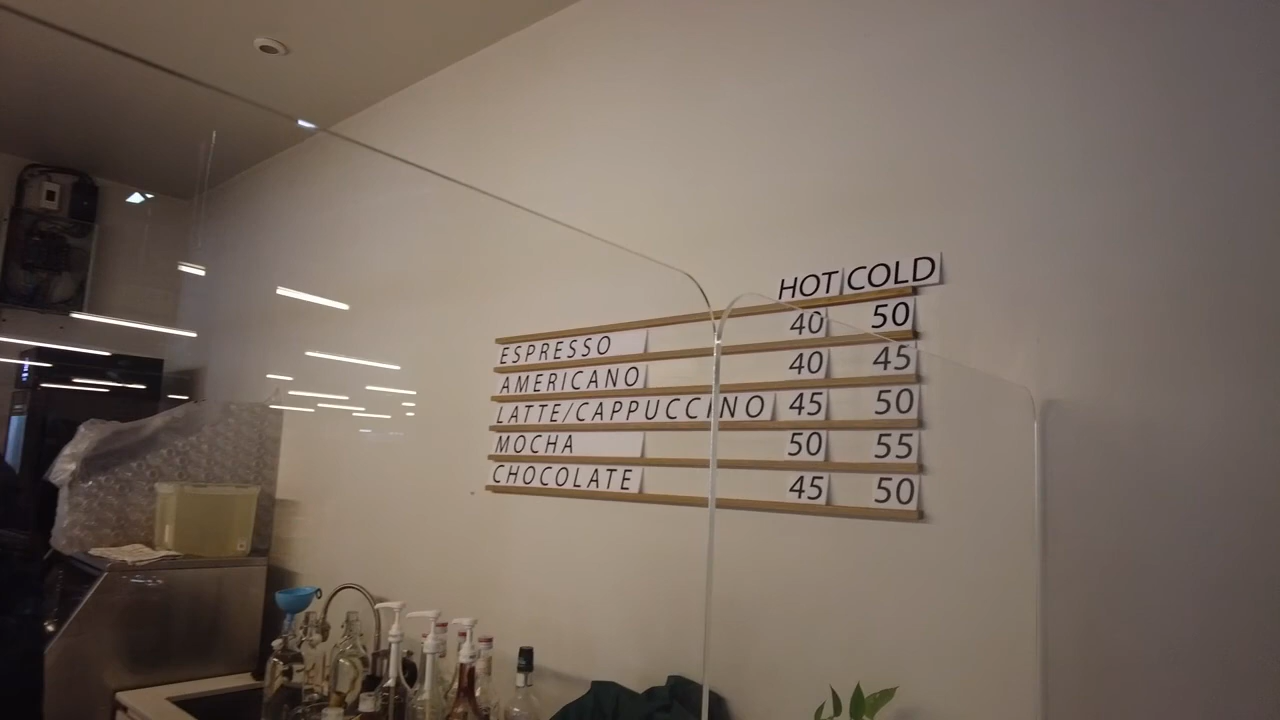 HOT COLD
ESPRESSO 40 50
AMERICANO 40 45
LATTE/CAPPUCCINO 45 50
MOCHA 50 55
CHOCOLATE 45 50